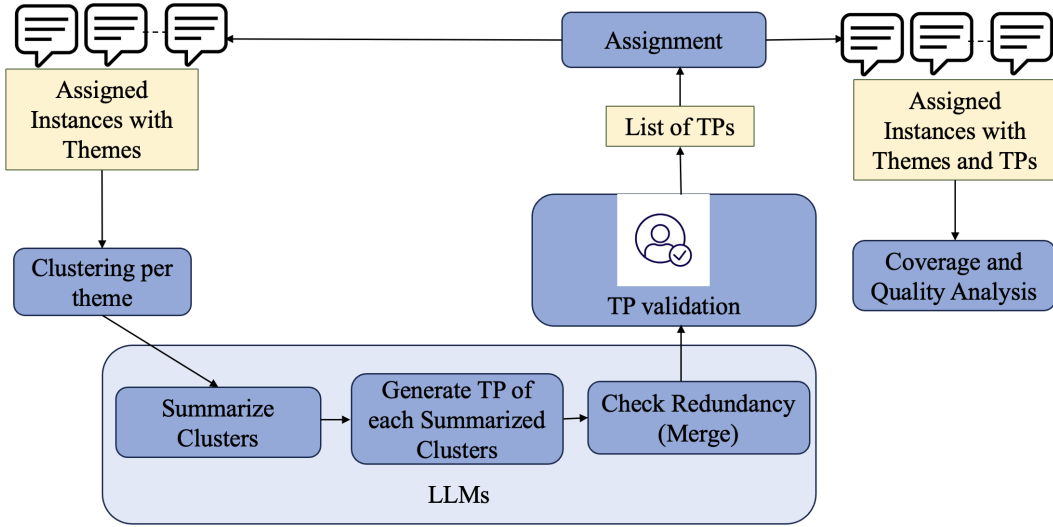 Assigned
Instances with
Themes
Assignment
List of TPs
Assigned
Instances with
Themes and TPs
Clustering per
theme
TP validation
Coverage and
Quality Analysis
Summarize
Clusters
Generate TP of
each Summarized
Clusters
Check Redundancy
(Merge)
LLMs